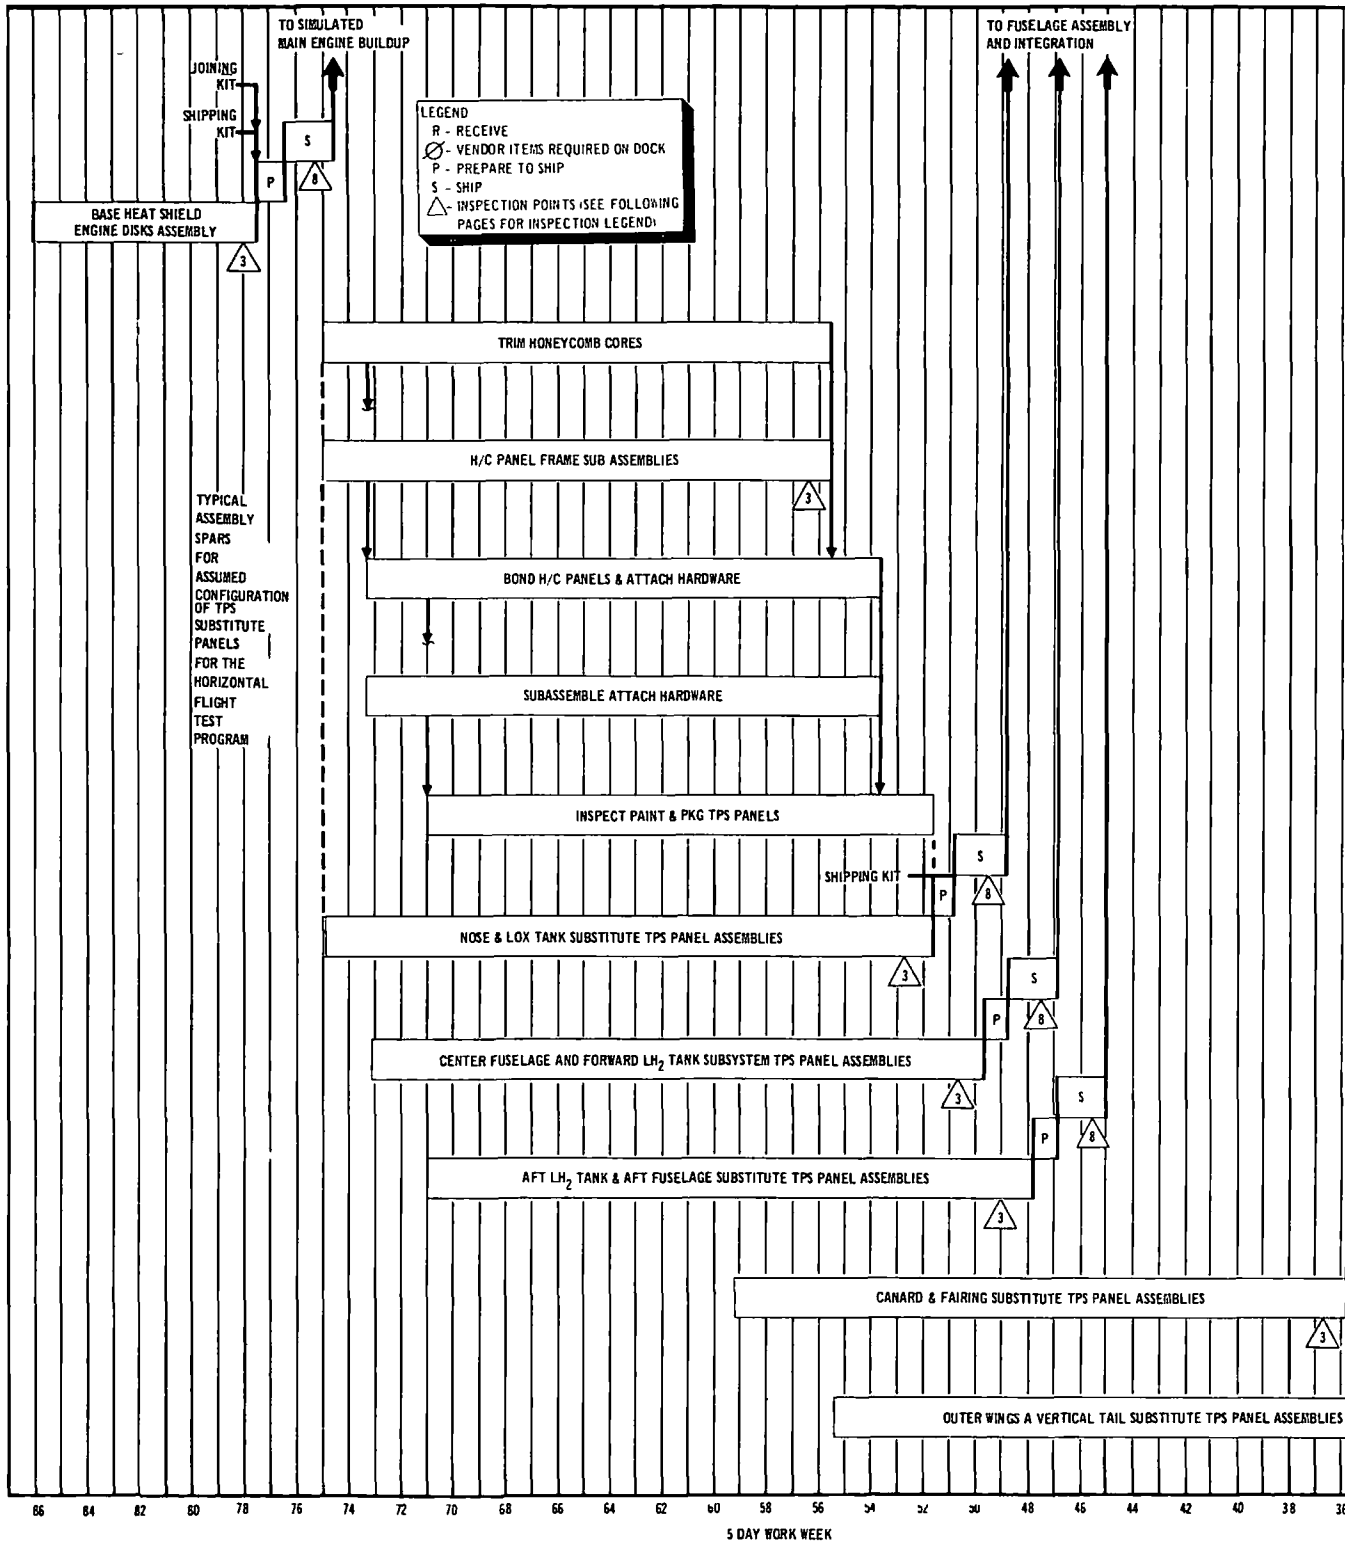 TO SIMULATED
MAIN ENGINE BUILDUP
TO FUSELAGE ASSEMBLY
AND INTEGRATION
JOINING
KIT
SHIPPING
KIT
S
8
P
BASE HEAT SHIELD
ENGINE DISKS ASSEMBLY
3
LEGEND
R - RECEIVE
- VENDOR ITEMS REQUIRED ON DOCK
P - PREPARE TO SHIP
S - SHIP
- INSPECTION POINTS (SEE FOLLOWING
PAGES FOR INSPECTION LEGEND)
TRIM HONEYCOMB CORES
H/C PANEL FRAME SUB ASSEMBLIES
3
TYPICAL
ASSEMBLY
SPARS
FOR
ASSUMED
CONFIGURATION
OF TPS
SUBSTITUTE
PANELS
FOR THE
HORIZONTAL
FLIGHT
TEST
PROGRAM
BOND H/C PANELS & ATTACH HARDWARE
SUBASSEMBLE ATTACH HARDWARE
INSPECT PAINT & PKG TPS PANELS
S
SHIPPING KIT
8
P
NOSE & LOX TANK SUBSTITUTE TPS PANEL ASSEMBLIES
3
S
8
P
CENTER FUSELAGE AND FORWARD LH2 TANK SUBSYSTEM TPS PANEL ASSEMBLIES
3
S
8
P
AFT LH2 TANK & AFT FUSELAGE SUBSTITUTE TPS PANEL ASSEMBLIES
3
CANARD & FAIRING SUBSTITUTE TPS PANEL ASSEMBLIES
3
OUTER WINGS A VERTICAL TAIL SUBSTITUTE TPS PANEL ASSEMBLIES
86 84 82 80 78 76 74 72 70 68 66 64 62 60 58 56 54 52 50 48 46 44 42 40 38 36
5 DAY WORK WEEK